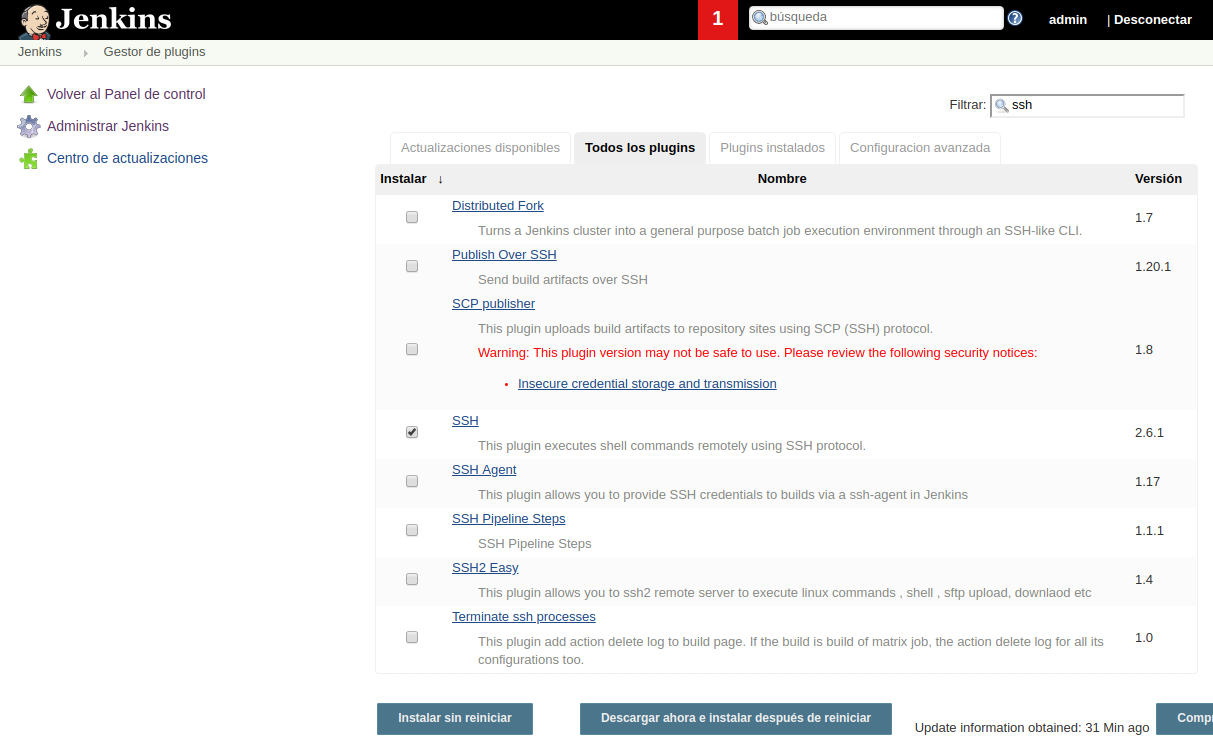 Jenkins
1
búsqueda
admin
| Desconectar
Jenkins
Gestor de plugins
Volver al Panel de control
Administrar Jenkins
Centro de actualizaciones
Filtrar:
ssh
Actualizaciones disponibles
Todos los plugins
Plugins instalados
Configuracion avanzada
Instalar ↓
Nombre
Versión
Distributed Fork
Turns a Jenkins cluster into a general purpose batch job execution environment through an SSH-like CLI.
1.7
Publish Over SSH
Send build artifacts over SSH
1.20.1
SCP publisher
This plugin uploads build artifacts to repository sites using SCP (SSH) protocol.
Warning: This plugin version may not be safe to use. Please review the following security notices:
• Insecure credential storage and transmission
1.8
SSH
This plugin executes shell commands remotely using SSH protocol.
2.6.1
SSH Agent
This plugin allows you to provide SSH credentials to builds via a ssh-agent in Jenkins
1.17
SSH Pipeline Steps
SSH Pipeline Steps
1.1.1
SSH2 Easy
This plugin allows you to ssh2 remote server to execute linux commands , shell , sftp upload, downlaod etc
1.4
Terminate ssh processes
This plugin add action delete log to build page. If the build is build of matrix job, the action delete log for all its
configurations too.
1.0
Instalar sin reiniciar
Descargar ahora e instalar después de reiniciar
Update information obtained: 31 Min ago
Compr